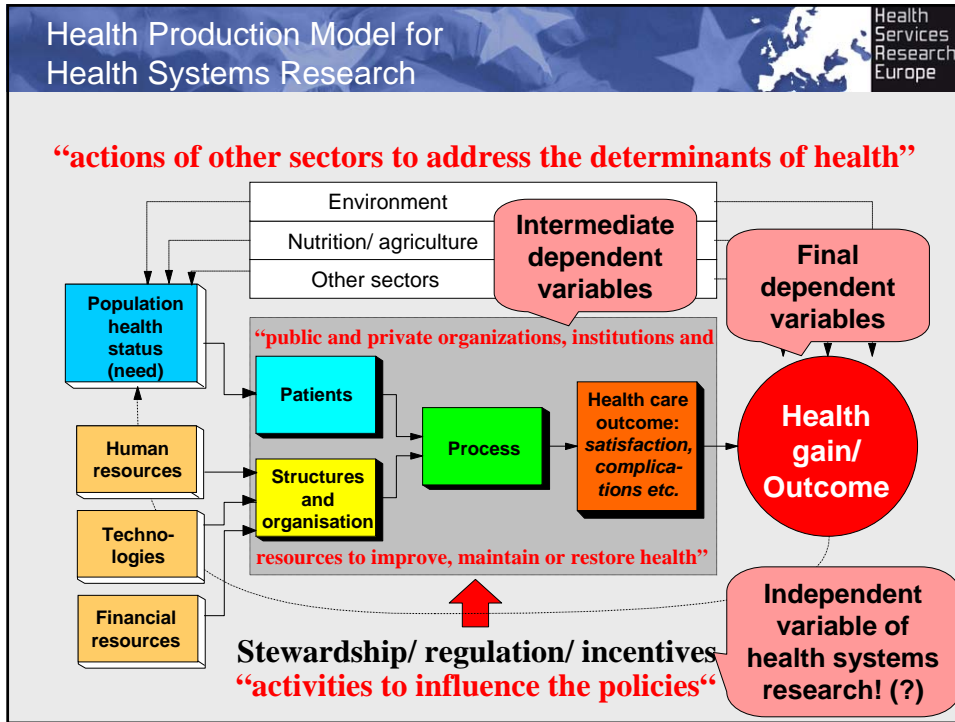 Health Production Model for
Health Systems Research
Health
Services
Research
Europe
“actions of other sectors to address the determinants of health”
Environment
Nutrition/ agriculture
Other sectors
Intermediate
dependent
variables
Final
dependent
variables
Population
health
status
(need)
“public and private organizations, institutions and
Patients
Process
Health care
outcome:
satisfaction,
complica-
tions etc.
Health
gain/
Outcome
Human
resources
Structures
and
organisation
Techno-
logies
resources to improve, maintain or restore health”
Financial
resources
Independent
variable of
health systems
research! (?)
Stewardship/ regulation/ incentives
“activities to influence the policies“